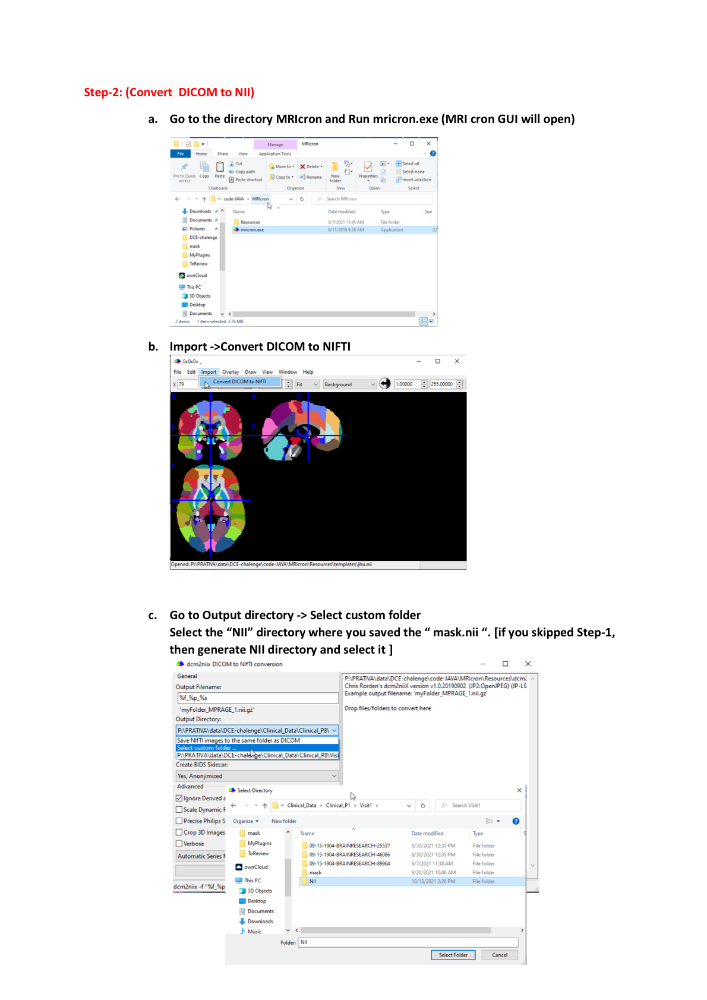 Step-2: (Convert  DICOM to NII)
a. Go to the directory MRIcron and Run mricron.exe (MRI cron GUI will open)
Manage MRIcron
File Home Share View Application Tools
Pin to Quick access
Copy
Paste
Cut
Copy path
Paste shortcut
Move to
Copy to
Delete
Rename
New folder
Properties
Select all
Select none
Invert selection
Clipboard Organize New Open Select
« code-JAVA › MRIcron
Search MRIcron
Name Date modified Type Size
Resources 9/7/2021 11:45 AM File folder
mricron.exe 9/11/2019 9:38 AM Application
Downloads
Documents
Pictures
DCE-chalenge
mask
MyPlugins
ToReview
ownCloud
This PC
3D Objects
Desktop
Documents
2 items 1 item selected 3.76 MB
b. Import ->Convert DICOM to NIFTI
0x0x0= ,
File Edit Import Overlay Draw View Window Help
Convert DICOM to NIfTI
X 79 Fit Background 1.00000 255.00000
Opened: P:\PRATIVA\data\DCE-chalenge\code-JAVA\MRIcron\Resources\templates\jhu.nii
c. Go to Output directory -> Select custom folder
Select the “NII” directory where you saved the “ mask.nii “. [if you skipped Step-1,
then generate NII directory and select it ]
dcm2niix DICOM to NIfTI conversion
General
Output Filename:
%f_%p_%s
'myFolder_MPRAGE_1.nii.gz'
Output Directory:
P:\PRATIVA\data\DCE-chalenge\Clinical_Data\Clinical_P8\
Save NIfTI images to the same folder as DICOM
Select custom folder ...
P:\PRATIVA\data\DCE-chalenge\Clinical_Data\Clinical_P8\Visi
Create BIDS Sidecar:
Yes, Anonymized
Advanced
Ignore Derived a
Scale Dynamic R
Precise Philips S
Crop 3D Images
Verbose
Automatic Series
dcm2niix -f "%f_%p
P:\PRATIVA\data\DCE-chalenge\code-JAVA\MRIcron\Resources\dcm2
Chris Rorden's dcm2niiX version v1.0.20190902 (JP2:OpenJPEG) (JP-LS
Example output filename: 'myFolder_MPRAGE_1.nii.gz'
Drop files/folders to convert here
Select Directory
« Clinical_Data › Clinical_P1 › Visit1 ›
Search Visit1
Organize New folder
Name Date modified Type S
09-15-1904-BRAINRESEARCH-25537 8/30/2021 12:35 PM File folder
09-15-1904-BRAINRESEARCH-46086 8/30/2021 12:35 PM File folder
09-15-1904-BRAINRESEARCH-89964 9/7/2021 11:38 AM File folder
mask 9/20/2021 10:46 AM File folder
NII 10/13/2021 2:28 PM File folder
mask
MyPlugins
ToReview
ownCloud
This PC
3D Objects
Desktop
Documents
Downloads
Music
Folder: NII
Select Folder Cancel